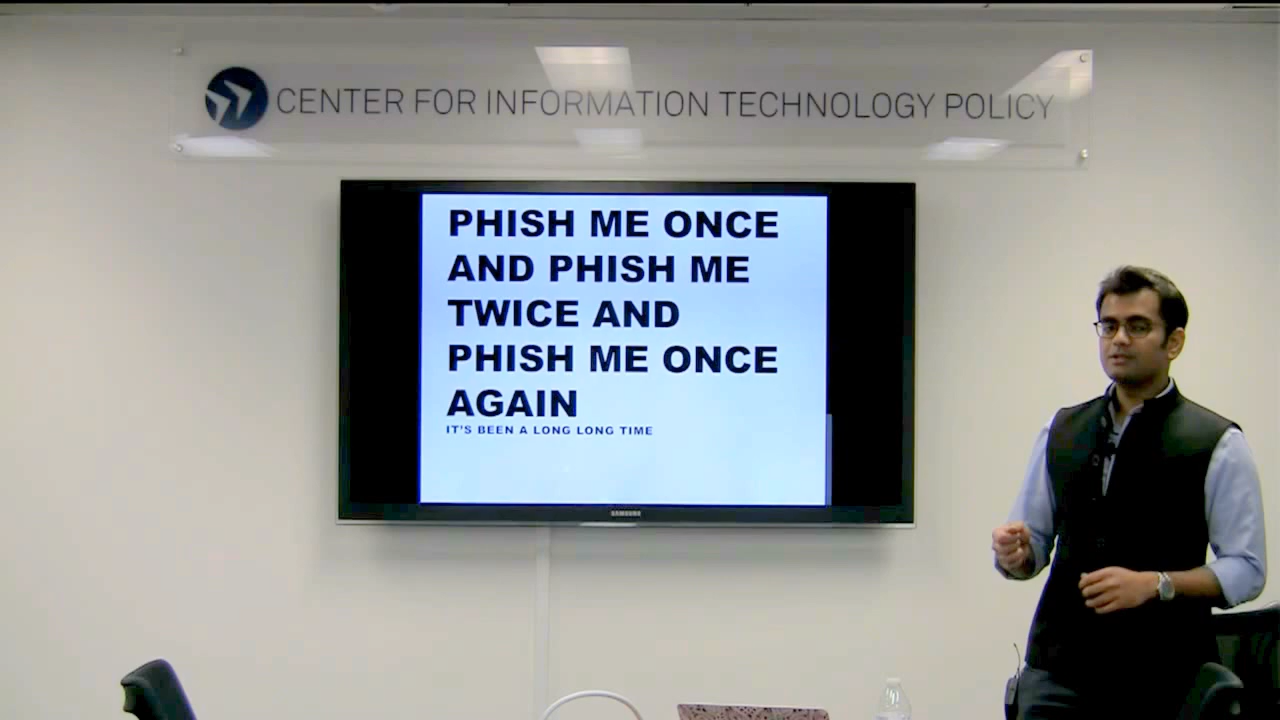 CENTER FOR INFORMATION TECHNOLOGY POLICY
PHISH ME ONCE
AND PHISH ME
TWICE AND
PHISH ME ONCE
AGAIN
IT'S BEEN A LONG LONG TIME
SAMSUNG